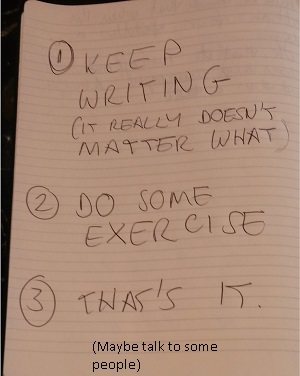 ① KEEP
WRITING
(IT REALLY DOESN'T
MATTER WHAT)
② DO SOME
EXERCISE
③ THAT'S IT.
(Maybe talk to some
people)